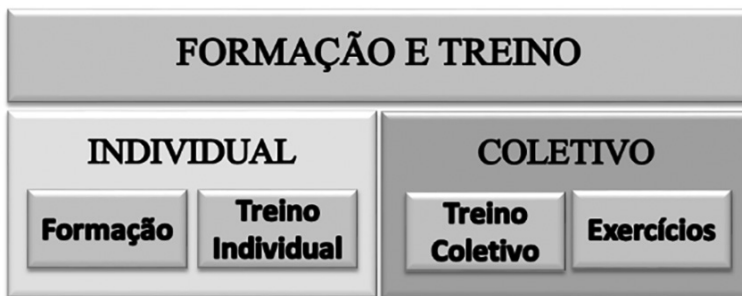 FORMAÇÃO E TREINO
INDIVIDUAL
Formação
Treino
Individual
COLETIVO
Treino
Coletivo
Exercícios